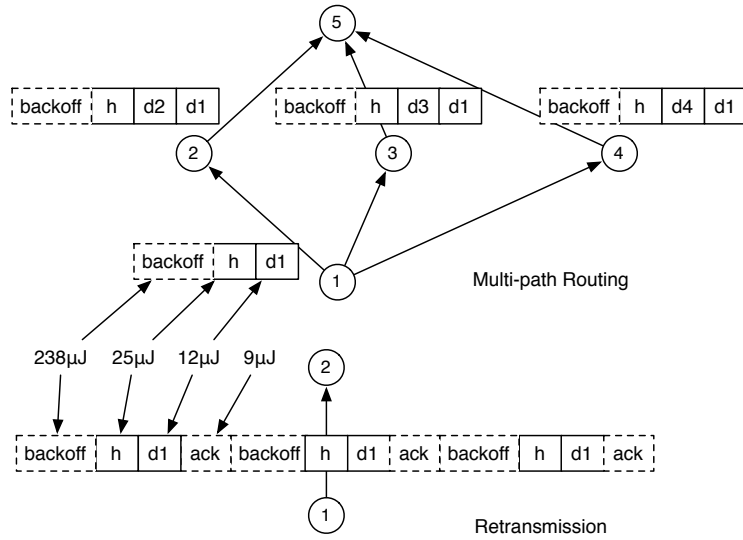 5
backoff h d2 d1
backoff h d3 d1
backoff h d4 d1
2
3
4
backoff h d1
1
Multi-path Routing
238µJ 25µJ 12µJ 9µJ
2
backoff h d1 ack backoff h d1 ack backoff h d1 ack
1
Retransmission